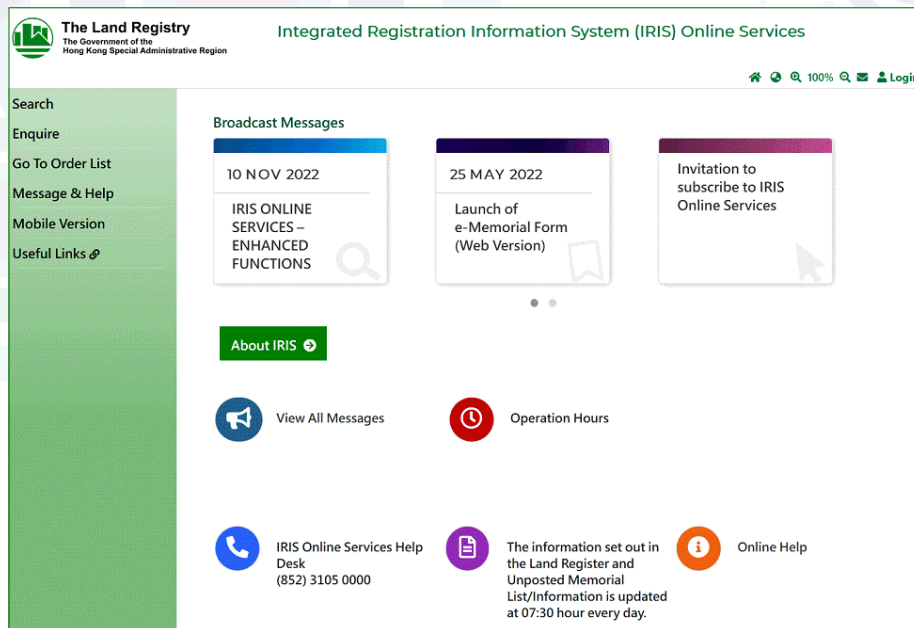 The Land Registry
The Government of the
Hong Kong Special Administrative Region
Integrated Registration Information System (IRIS) Online Services
100%
Login
Search
Enquire
Go To Order List
Message & Help
Mobile Version
Useful Links
Broadcast Messages
10 NOV 2022
IRIS ONLINE
SERVICES –
ENHANCED
FUNCTIONS
25 MAY 2022
Launch of
e-Memorial Form
(Web Version)
Invitation to
subscribe to IRIS
Online Services
About IRIS
View All Messages
Operation Hours
IRIS Online Services Help
Desk
(852) 3105 0000
The information set out in
the Land Register and
Unposted Memorial
List/Information is updated
at 07:30 hour every day.
Online Help